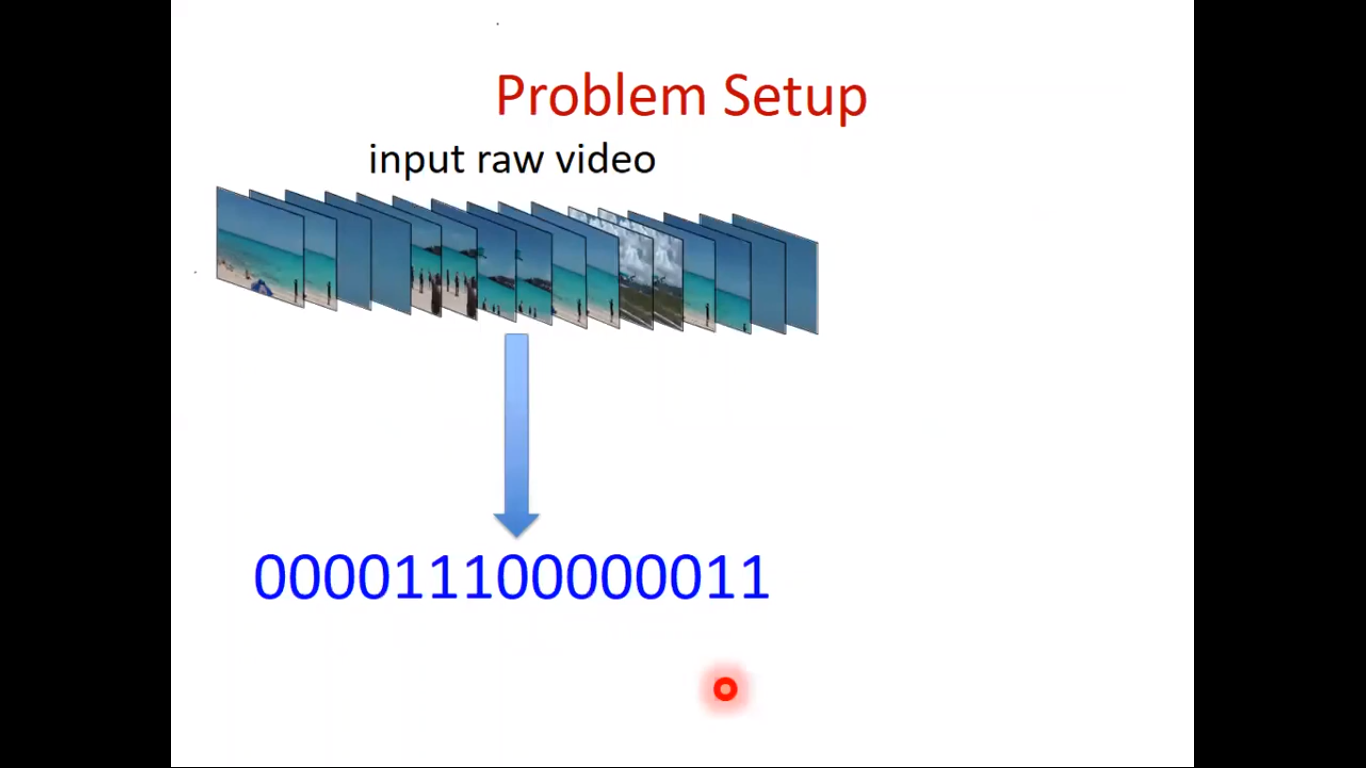 Problem Setup
input raw video
000011100000011